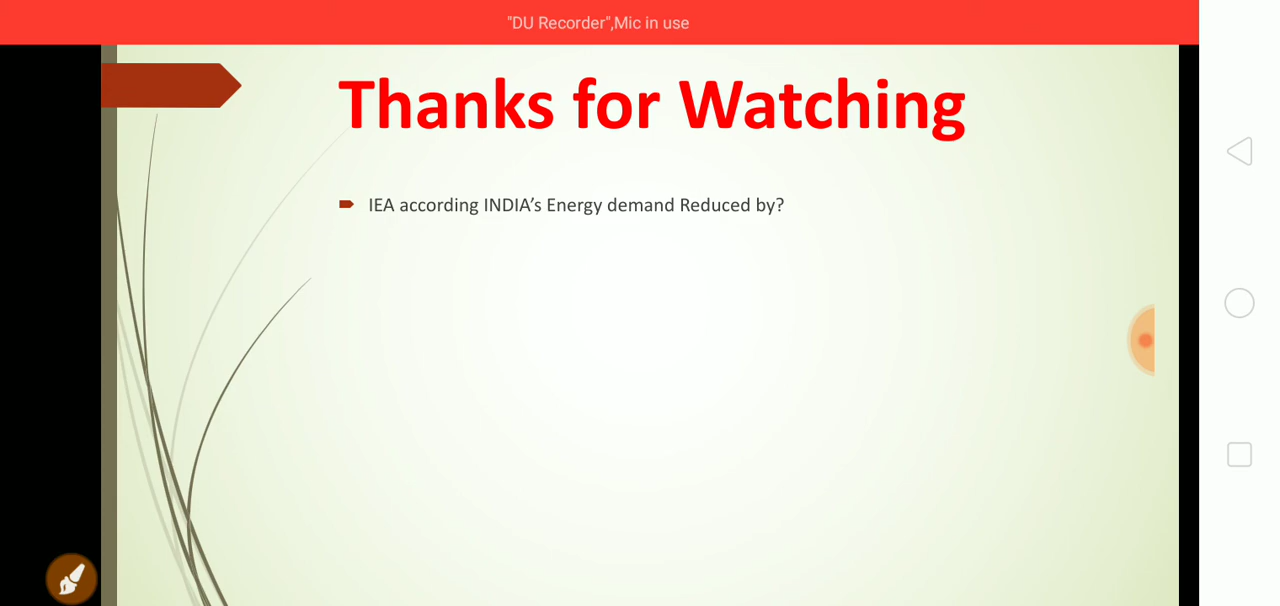 "DU Recorder",Mic in use
Thanks for Watching
IEA according INDIA’s Energy demand Reduced by?